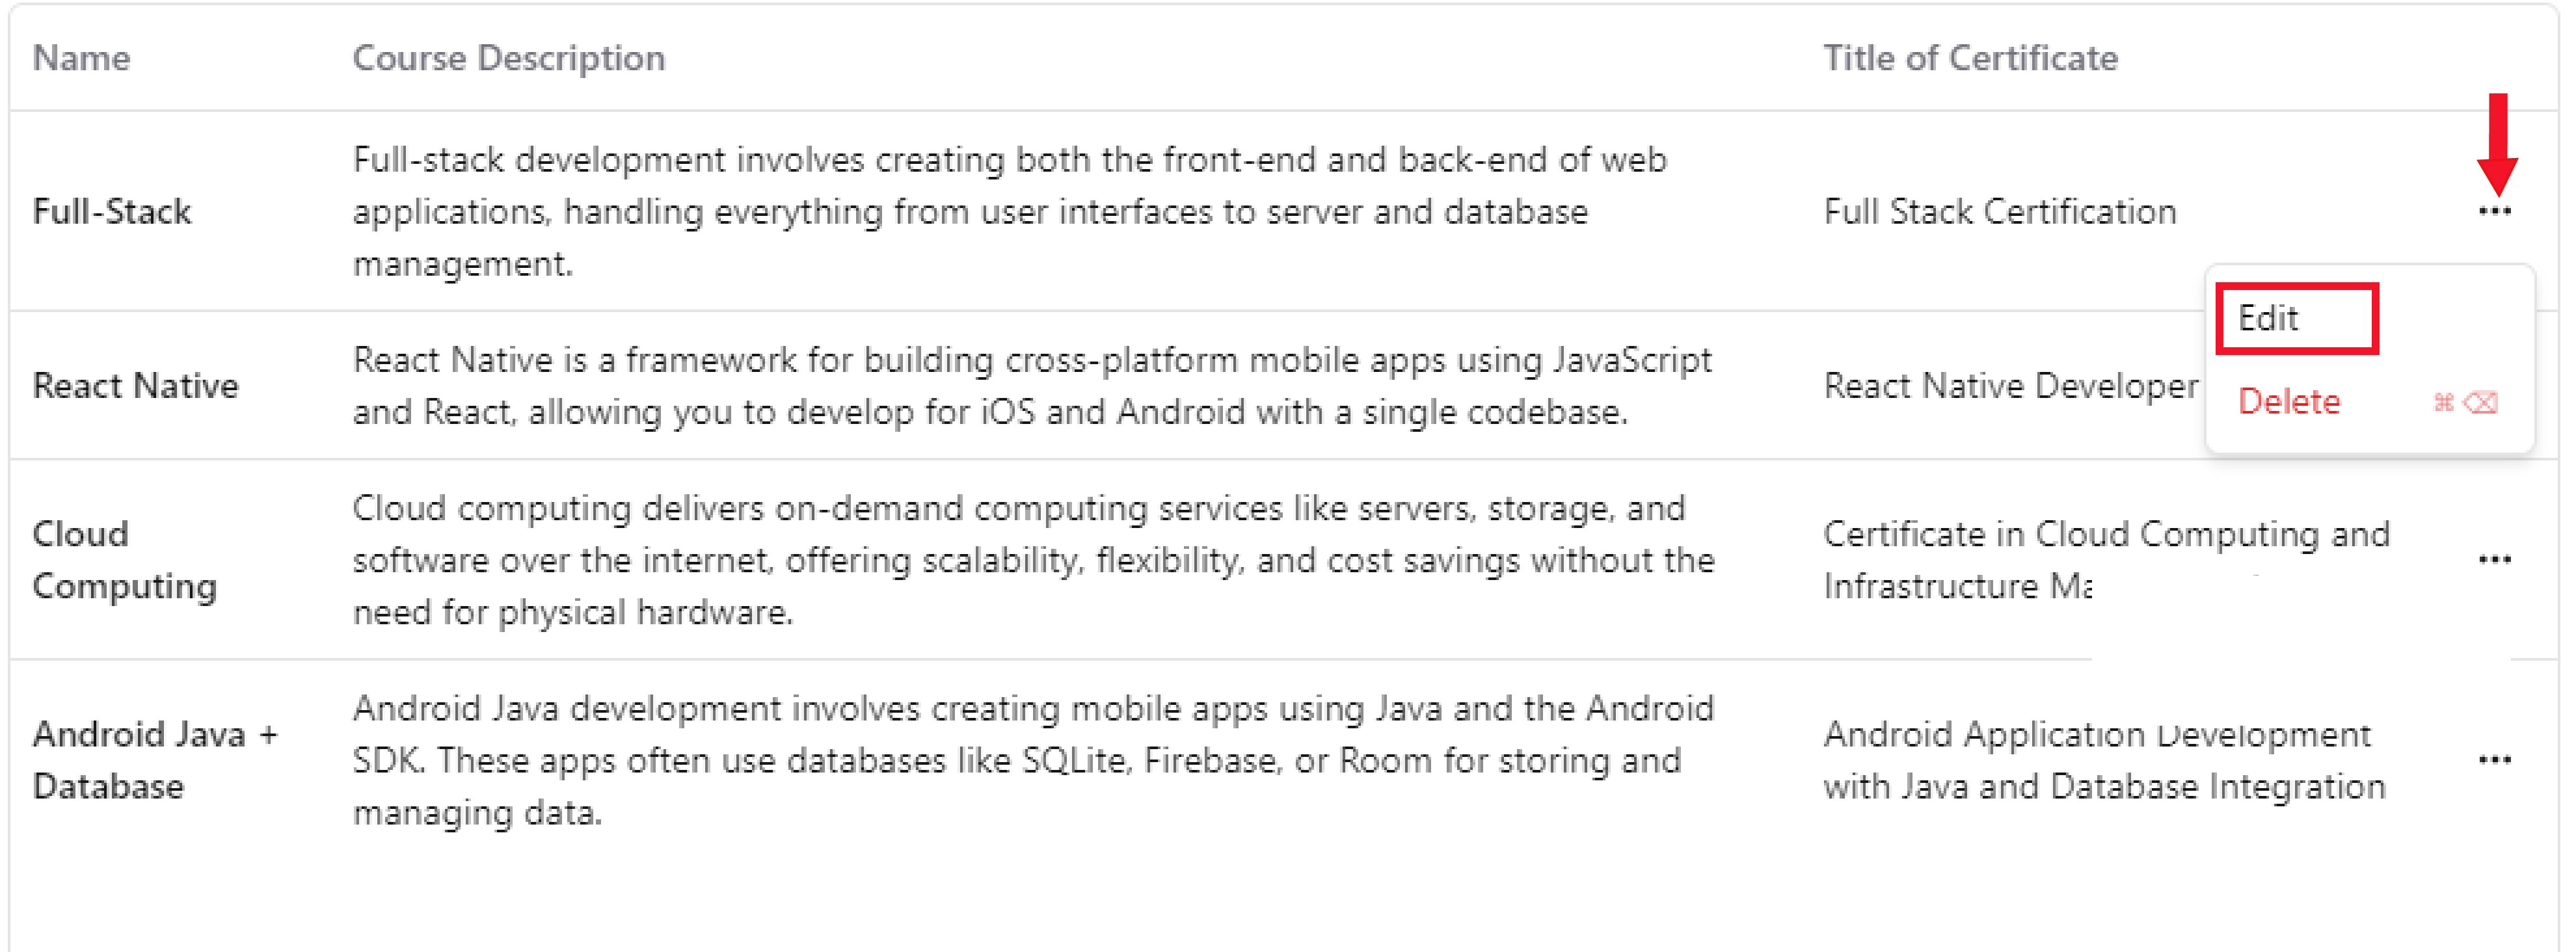 Name Course Description Title of Certificate
Full-stack development involves creating both the front-end and back-end of web
Full-Stack applications, handling everything from user interfaces to server and database Full Stack Certification
management.
Edit
React Native is a framework for building cross-platform mobile apps using JavaScript
React Native React Native Developer
and React, allowing you to develop for iOS and Android with a single codebase.
Delete ⌘⌫
Cloud computing delivers on-demand computing services like servers, storage, and
Cloud Certificate in Cloud Computing and
software over the internet, offering scalability, flexibility, and cost savings without the
Computing Infrastructure
need for physical hardware.
Android Java development involves creating mobile apps using Java and the Android
Android Java + Android Application Development
SDK. These apps often use databases like SQLite, Firebase, or Room for storing and
Database with Java and Database Integration
managing data.